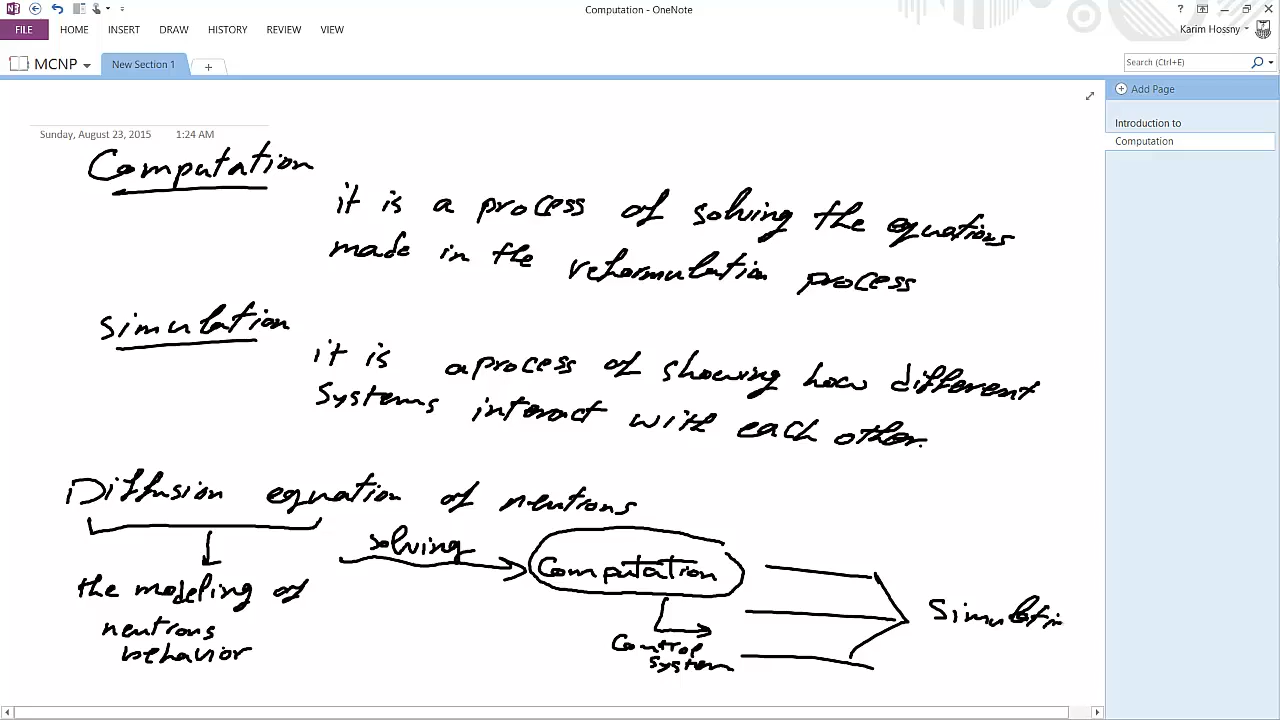 Computation - OneNote
FILE HOME INSERT DRAW HISTORY REVIEW VIEW
Karim Hossny
MCNP
New Section 1
Search (Ctrl+E)
Add Page
Introduction to
Computation
Sunday, August 23, 2015 1:24 AM
Computation
it is a process of solving the equations
made in the reformulation process
simulation
it is aprocess of showing how different
systems interact with each other.
Diffusion equation of neutrons
solving
Computation
the modeling of
neutrons
behavior
Control
system
Simulatin